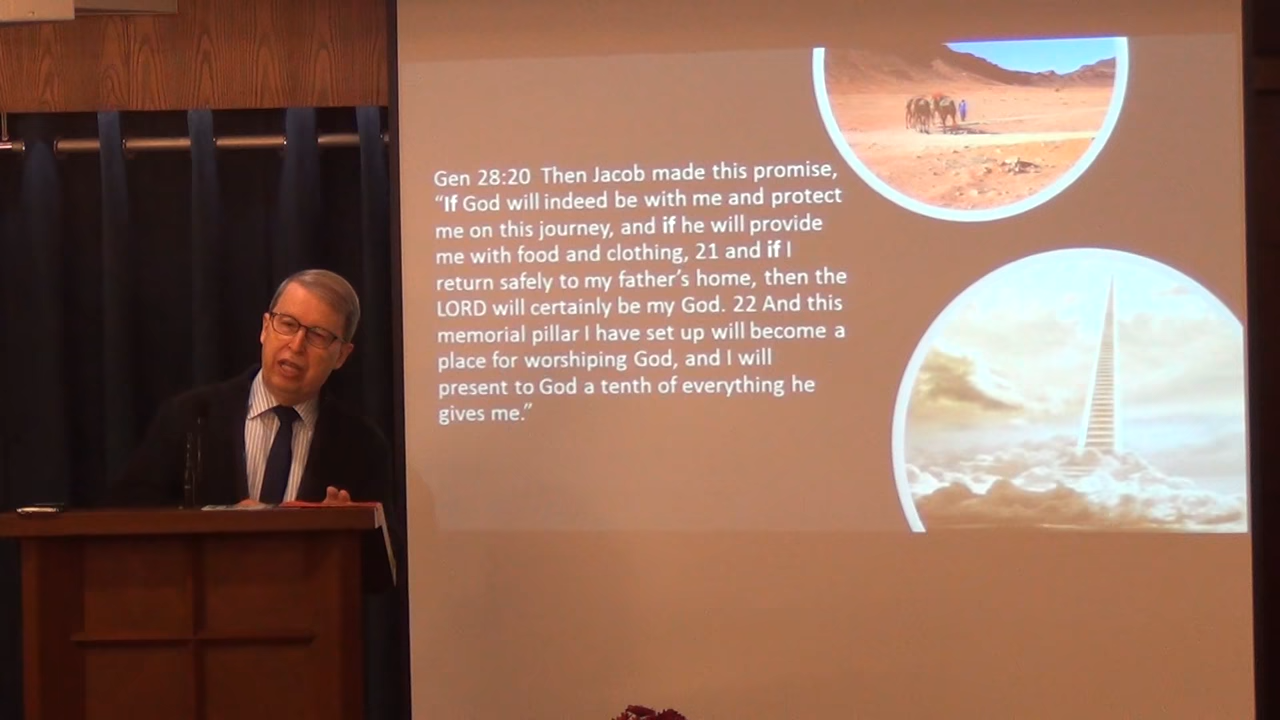 Gen 28:20 Then Jacob made this promise,
“If God will indeed be with me and protect
me on this journey, and if he will provide
me with food and clothing, 21 and if I
return safely to my father’s home, then the
LORD will certainly be my God. 22 And this
memorial pillar I have set up will become a
place for worshiping God, and I will
present to God a tenth of everything he
gives me.”